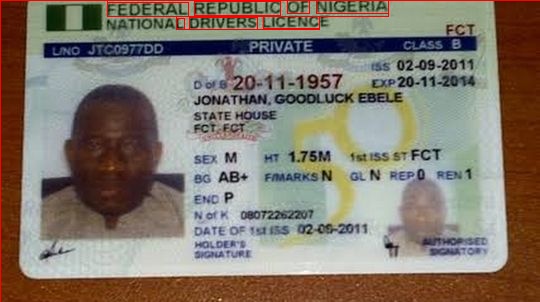 FEDERAL REPUBLIC OF NIGERIA
NATIONAL DRIVERS LICENCE
FCT
L/NO JTC0977DD PRIVATE CLASS B
ISS 02-09-2011
D of B 20-11-1957 EXP 20-11-2014
JONATHAN, GOODLUCK EBELE
STATE HOUSE
FCT, FCT
SEX M HT 1.75M 1st ISS ST FCT
BG AB+ F/MARKS N GL N REP 0 REN 1
END P
N of K 08072262207
DATE OF 1st ISS 02-09-2011
HOLDER'S SIGNATURE
AUTHORISED SIGNATORY